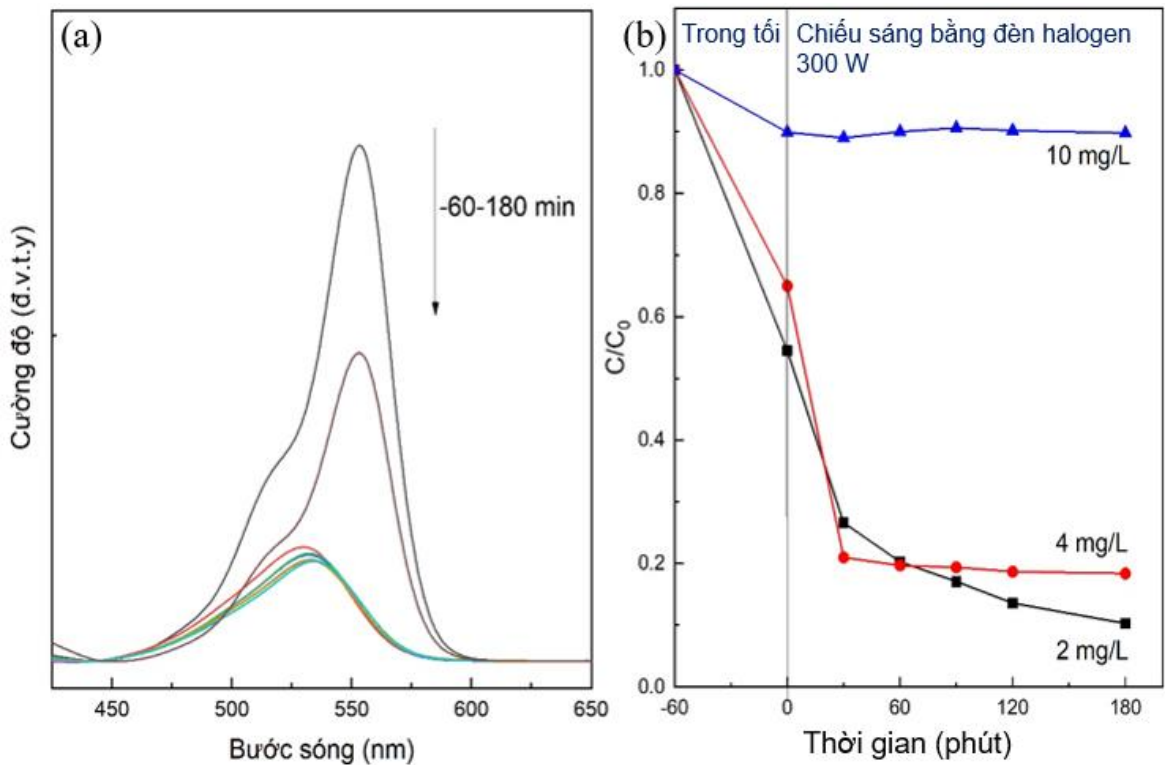 (a)
-60-180 min
Cường độ (đ.v.t.y)
450
500
550
600
650
Bước sóng (nm)
(b)
Trong tối
Chiếu sáng bằng đèn halogen
300 W
1.0
0.8
0.6
0.4
0.2
0.0
C/C₀
10 mg/L
4 mg/L
2 mg/L
-60
0
60
120
180
Thời gian (phút)